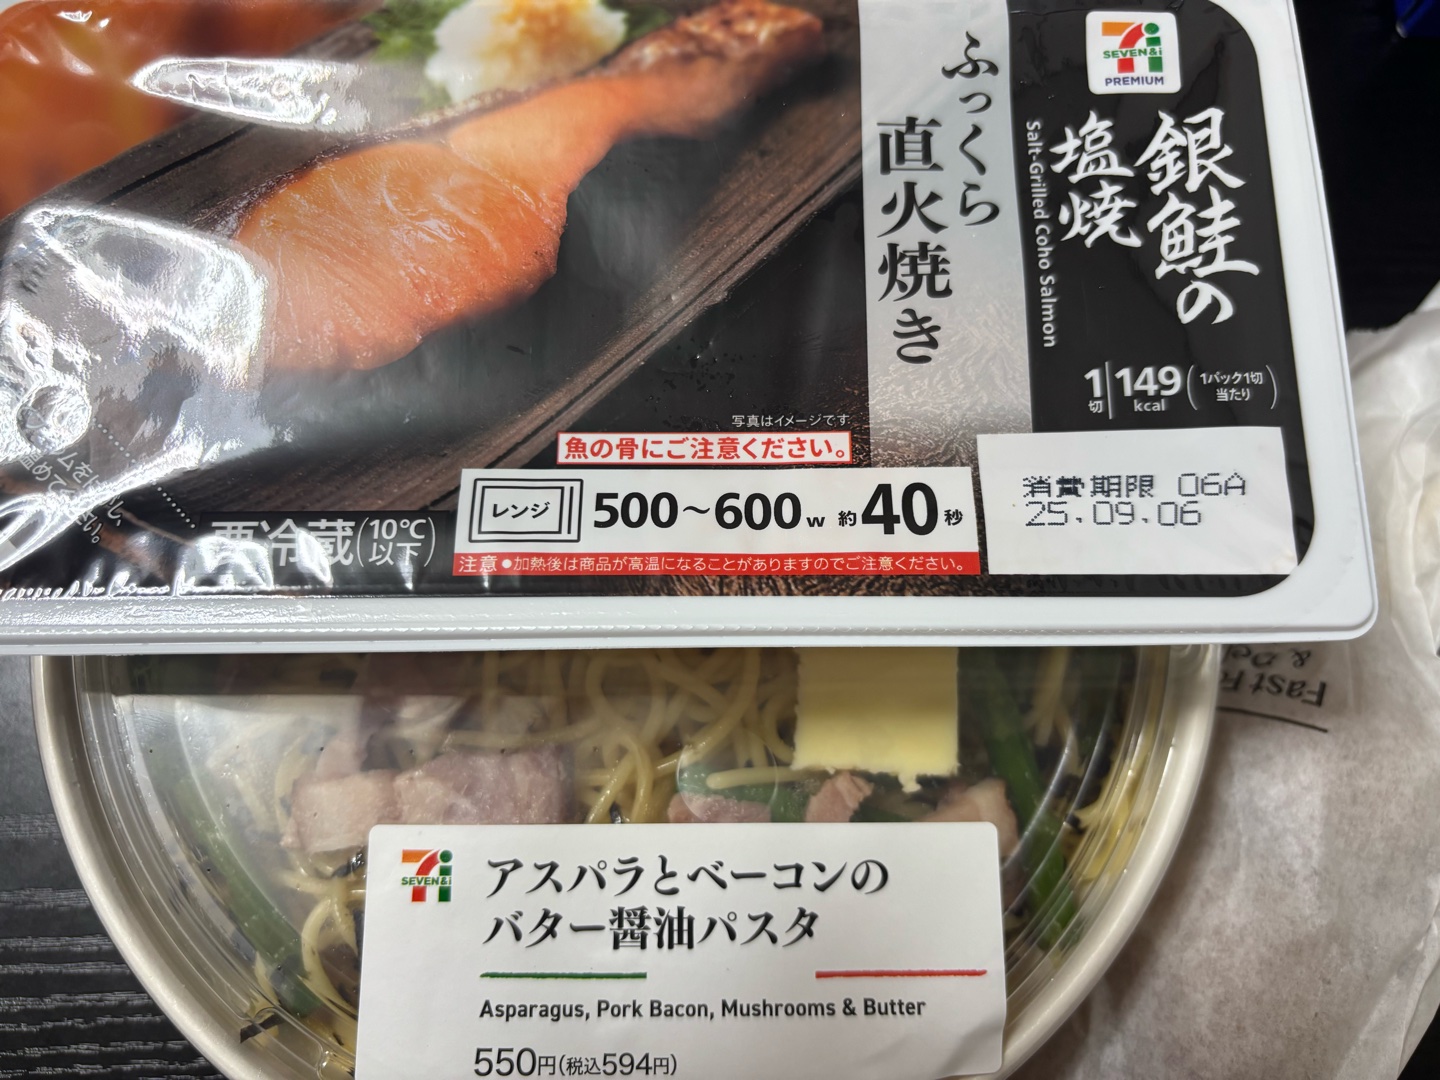 7i
SEVEN&i
PREMIUM
銀鮭の
塩焼
Salt-Grilled Coho Salmon
ふっくら
直火焼き
1切 149kcal (1パック1切当たり)
写真はイメージです
魚の骨にご注意ください。
レンジ 500～600w 約40秒
注意●加熱後は商品が高温になることがありますのでご注意ください。
要冷蔵(10℃以下)
消費期限 06A
25.09.06
Fast F
SEVEN&i
アスパラとベーコンの
バター醤油パスタ
Asparagus, Pork Bacon, Mushrooms & Butter
550円(税込594円)